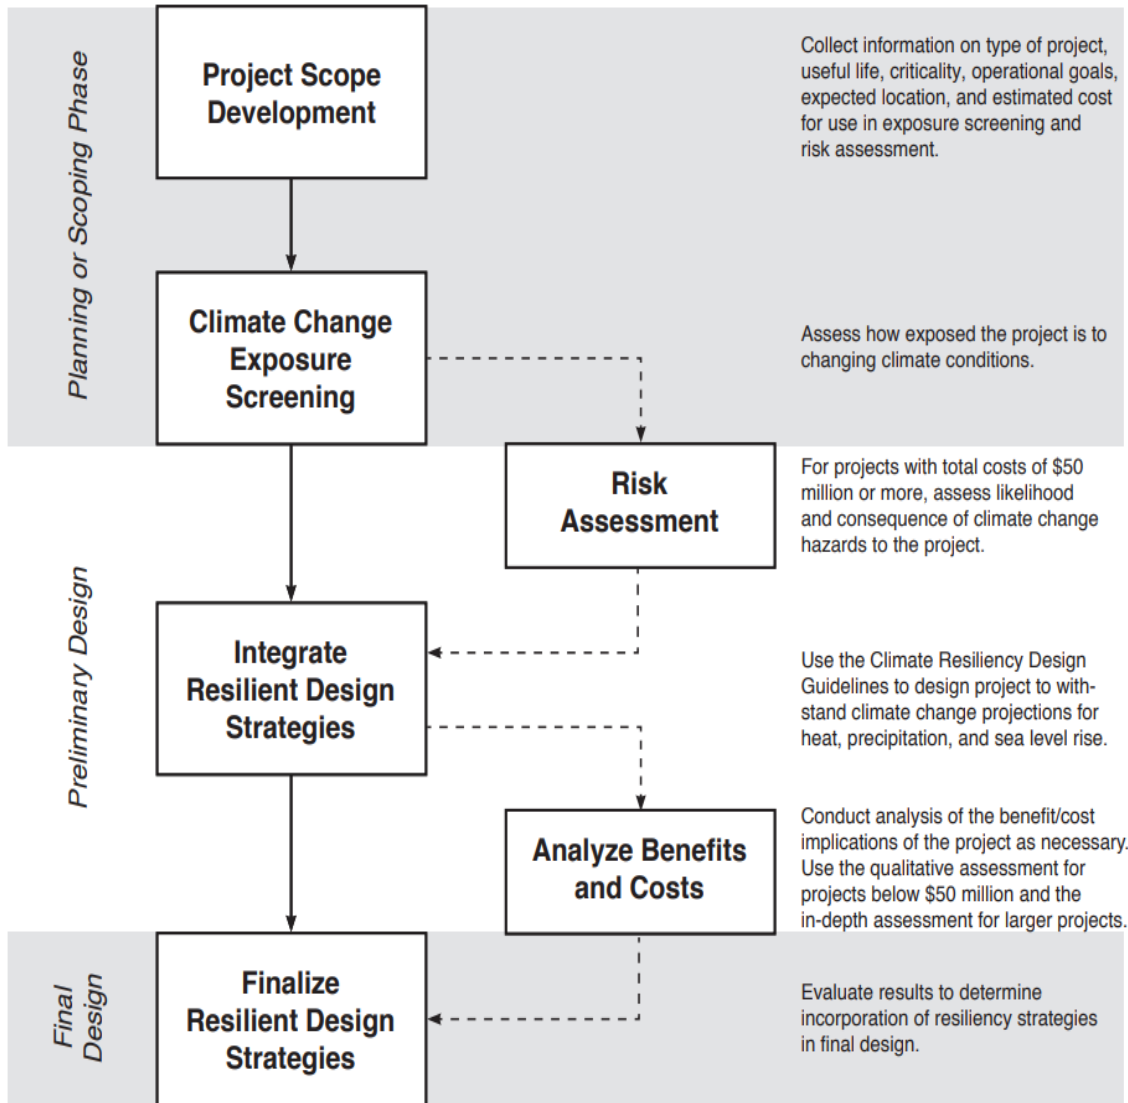 Planning or Scoping Phase
Project Scope
Development
Collect information on type of project,
useful life, criticality, operational goals,
expected location, and estimated cost
for use in exposure screening and
risk assessment.
Climate Change
Exposure
Screening
Assess how exposed the project is to
changing climate conditions.
Preliminary Design
Risk
Assessment
For projects with total costs of $50
million or more, assess likelihood
and consequence of climate change
hazards to the project.
Integrate
Resilient Design
Strategies
Use the Climate Resiliency Design
Guidelines to design project to with-
stand climate change projections for
heat, precipitation, and sea level rise.
Analyze Benefits
and Costs
Conduct analysis of the benefit/cost
implications of the project as necessary.
Use the qualitative assessment for
projects below $50 million and the
in-depth assessment for larger projects.
Final
Design
Finalize
Resilient Design
Strategies
Evaluate results to determine
incorporation of resiliency strategies
in final design.